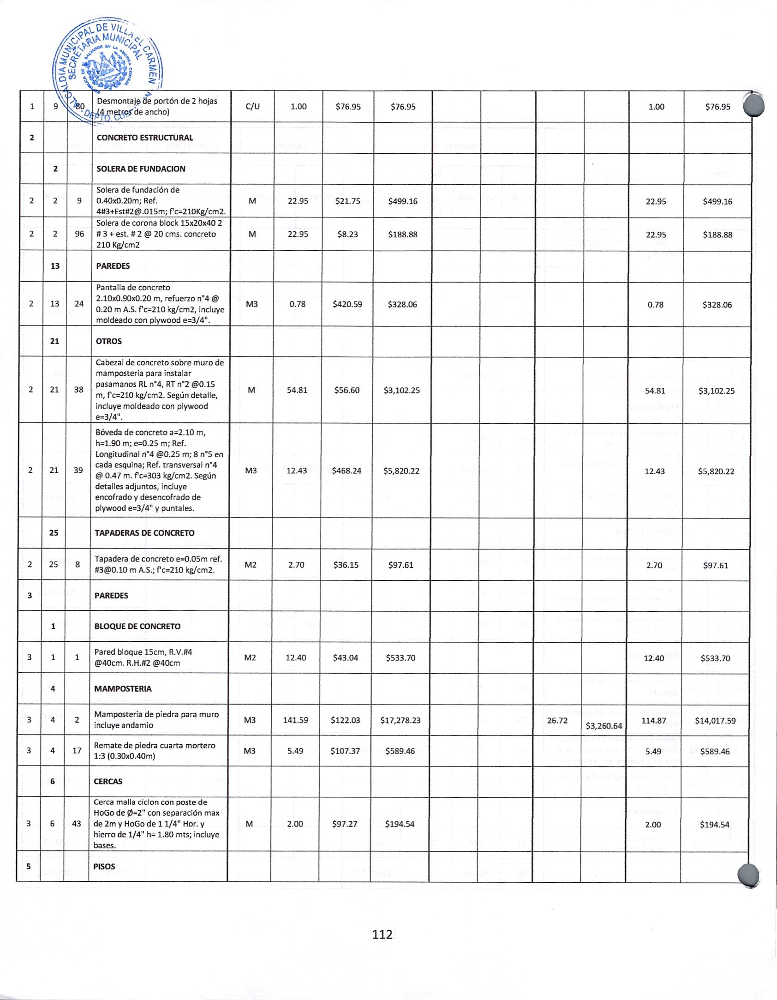 ALCALDIA MUNICIPAL DE VILLA EL CARMEN
SECRETARIA MUNICIPAL
DE EL SALVADOR EN LA AMERICA CENTRAL
DEPTO.
1 9 80 Desmontaje de portón de 2 hojas C/U 1.00 $76.95 $76.95 1.00 $76.95
(4 metros de ancho)
2 CONCRETO ESTRUCTURAL
2 SOLERA DE FUNDACION
Solera de fundación de
2 2 9 0.40x0.20m; Ref. M 22.95 $21.75 $499.16 22.95 $499.16
4#3+Est#2@.015m; f'c=210Kg/cm2.
Solera de corona block 15x20x40 2
2 2 96 # 3 + est. # 2 @ 20 cms. concreto M 22.95 $8.23 $188.88 22.95 $188.88
210 Kg/cm2
13 PAREDES
Pantalla de concreto
2.10x0.90x0.20 m, refuerzo n°4 @
2 13 24 0.20 m A.S. f'c=210 kg/cm2, incluye M3 0.78 $420.59 $328.06 0.78 $328.06
moldeado con plywood e=3/4".
21 OTROS
Cabezal de concreto sobre muro de
mampostería para instalar
pasamanos RL n°4, RT n°2 @0.15
2 21 38 m, f'c=210 kg/cm2. Según detalle, M 54.81 $56.60 $3,102.25 54.81 $3,102.25
incluye moldeado con plywood
e=3/4".
Bóveda de concreto a=2.10 m,
h=1.90 m; e=0.25 m; Ref.
Longitudinal n°4 @0.25 m; 8 n°5 en
cada esquina; Ref. transversal n°4
2 21 39 @ 0.47 m. f'c=303 kg/cm2. Según M3 12.43 $468.24 $5,820.22 12.43 $5,820.22
detalles adjuntos, incluye
encofrado y desencofrado de
plywood e=3/4" y puntales.
25 TAPADERAS DE CONCRETO
2 25 8 Tapadera de concreto e=0.05m ref. M2 2.70 $36.15 $97.61 2.70 $97.61
#3@0.10 m A.S.; f'c=210 kg/cm2.
3 PAREDES
1 BLOQUE DE CONCRETO
3 1 1 Pared bloque 15cm, R.V.#4 M2 12.40 $43.04 $533.70 12.40 $533.70
@40cm. R.H.#2 @40cm
4 MAMPOSTERIA
3 4 2 Mamposteria de piedra para muro M3 141.59 $122.03 $17,278.23 26.72 $3,260.64 114.87 $14,017.59
incluye andamio
3 4 17 Remate de piedra cuarta mortero M3 5.49 $107.37 $589.46 5.49 $589.46
1:3 (0.30x0.40m)
6 CERCAS
Cerca malla ciclon con poste de
HoGo de Ø=2" con separación max
3 6 43 de 2m y HoGo de 1 1/4" Hor. y M 2.00 $97.27 $194.54 2.00 $194.54
hierro de 1/4" h= 1.80 mts; incluye
bases.
5 PISOS
112